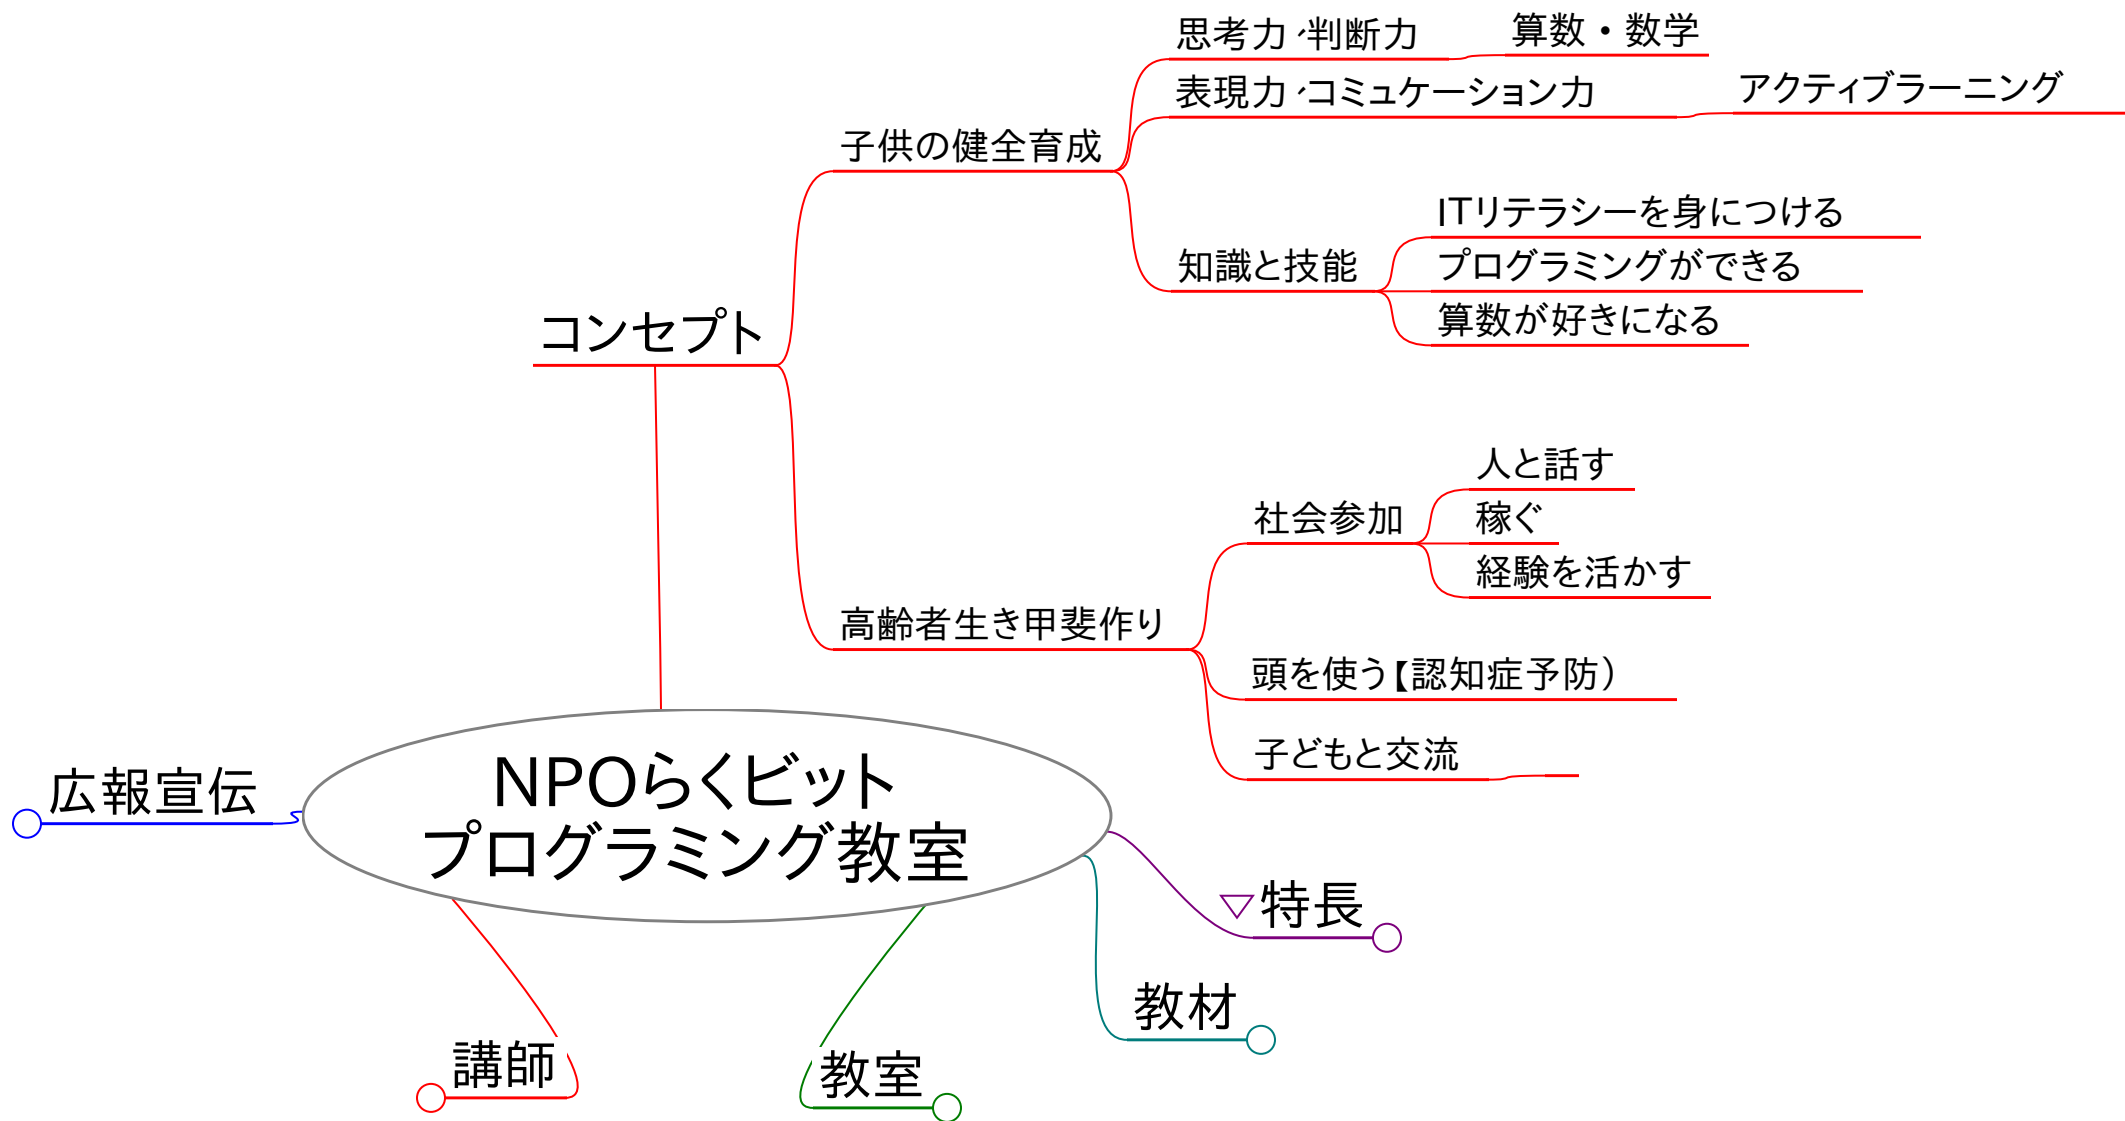 思考力、判断力
算数・数学
表現力、コミュケーション力
アクティブラーニング
子供の健全育成
ITリテラシーを身につける
知識と技能
プログラミングができる
算数が好きになる
コンセプト
人と話す
社会参加
稼ぐ
経験を活かす
高齢者生き甲斐作り
頭を使う【認知症予防）
子どもと交流
広報宣伝
NPOらくビット
プログラミング教室
特長
教材
講師
教室